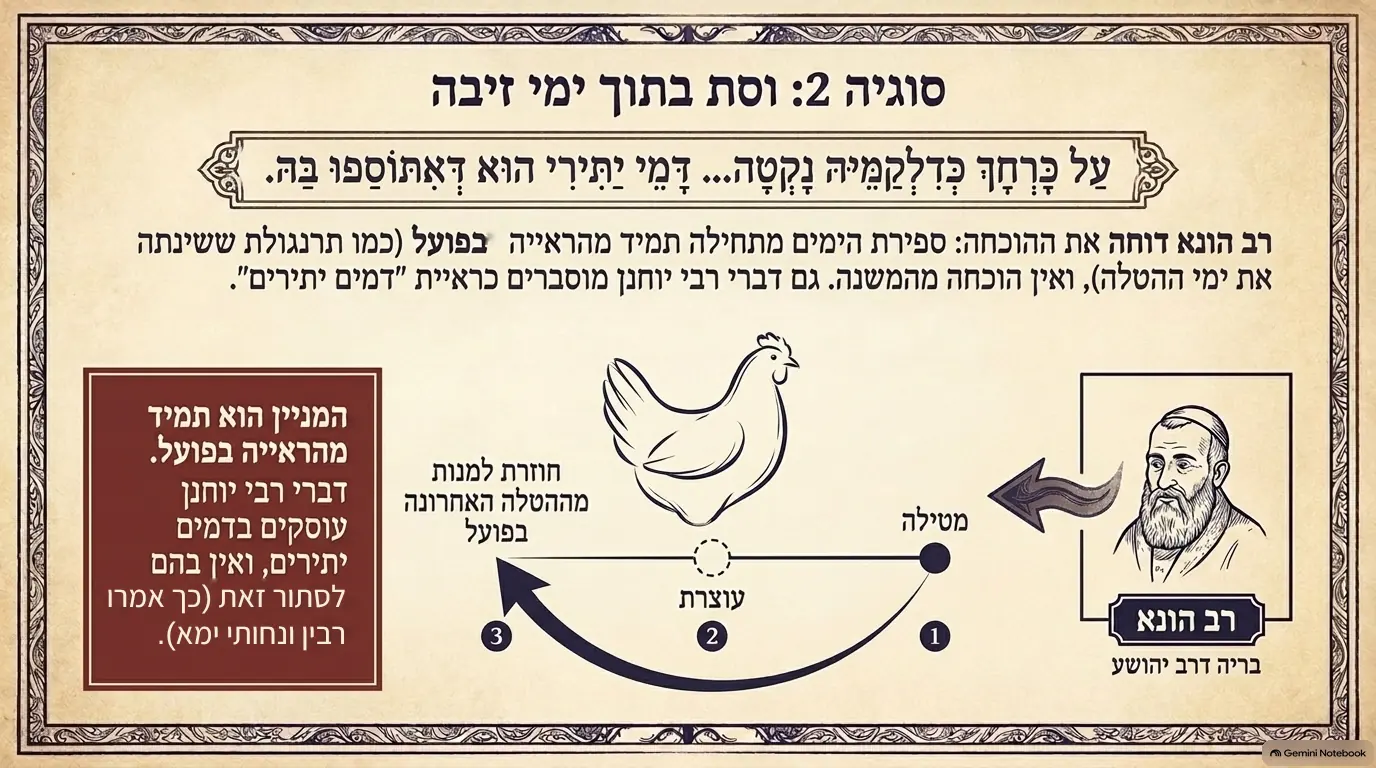 סוגיה 2: וסת בתוך ימי זיבה
עַל כָּרְחָךְ כְּדִלְקַמֵּיהּ נָקְטָה... דָּמֵי יַתִּירִי הוּא דְּאִתּוֹסַפוּ בַּהּ.
רב הונא דוחה את ההוכחה: ספירת הימים מתחילה תמיד מהראייה בפועל (כמו תרנגולת ששינתה
את ימי ההטלה), ואין הוכחה מהמשנה. גם דברי רבי יוחנן מוסברים כראיית "דמים יתירים".
רב הונא
בריה דרב יהושע
מטילה
1
עוצרת
2
חוזרת למנות
מההטלה האחרונה
בפועל
3
המניין הוא תמיד
מהראייה בפועל.
דברי רבי יוחנן
עוסקים בדמים
יתירים, ואין בהם
לסתור זאת (כך אמרו
רבין ונחותי ימא).
Gemini Notebook